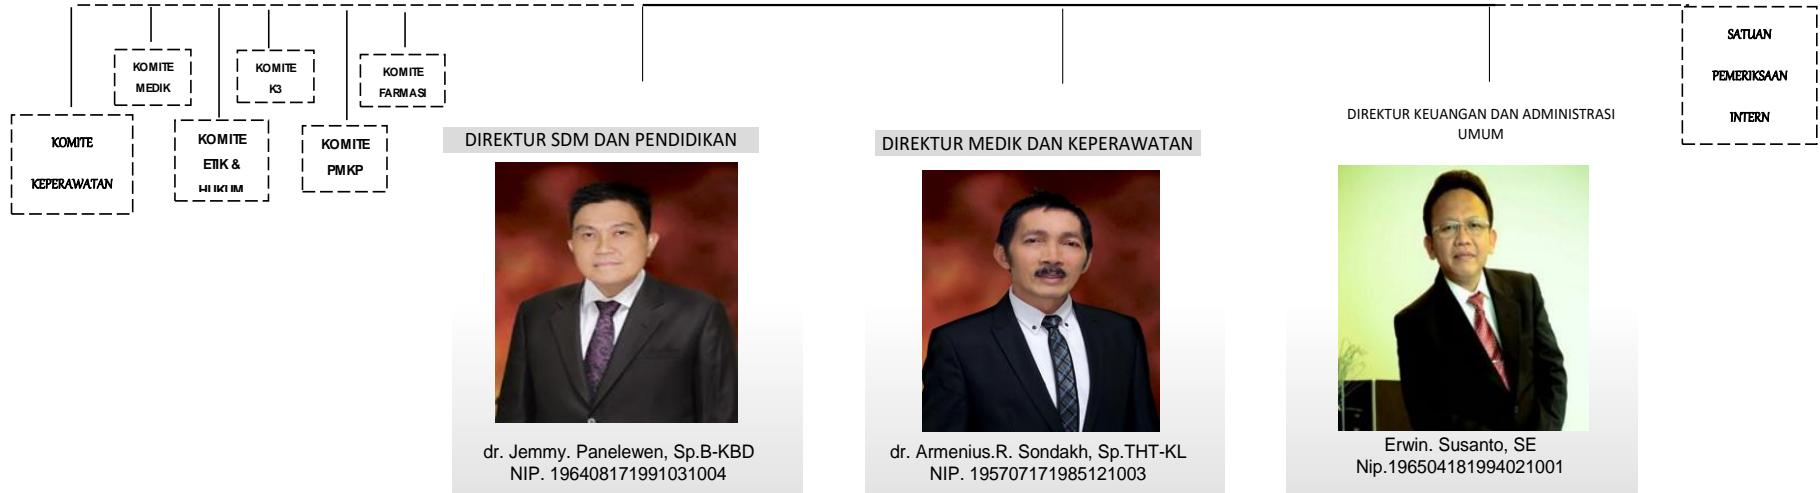 KOMITE
MEDIK
KOMITE
K3
KOMITE
FARMASI
KOMITE
KEPERAWATAN
KOMITE
ETIK &
HUKUM
KOMITE
PMKP
SATUAN
PEMERIKSAAN
INTERN
DIREKTUR SDM DAN PENDIDIKAN
dr. Jemmy. Panelewen, Sp.B-KBD
NIP. 196408171991031004
DIREKTUR MEDIK DAN KEPERAWATAN
dr. Armenius.R. Sondakh, Sp.THT-KL
NIP. 195707171985121003
DIREKTUR KEUANGAN DAN ADMINISTRASI
UMUM
Erwin. Susanto, SE
Nip.196504181994021001